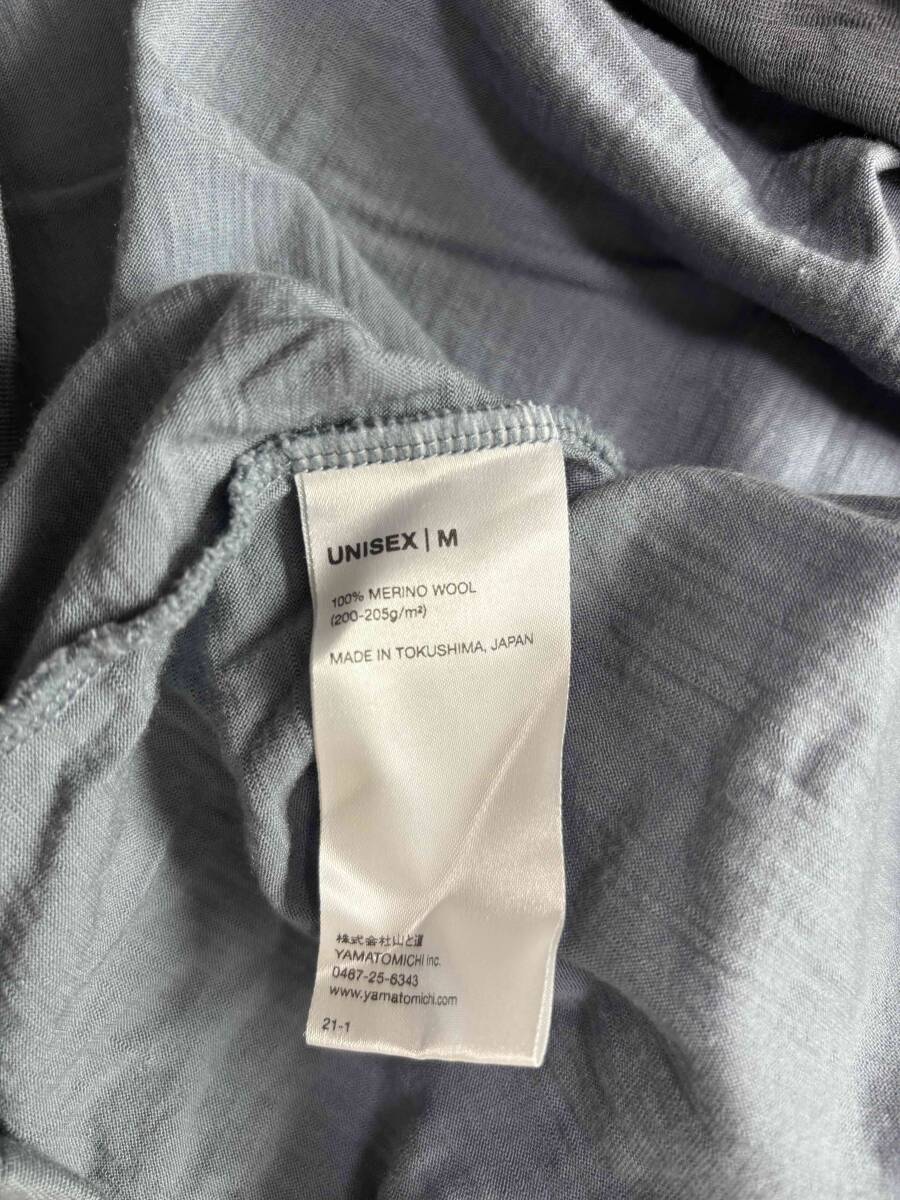 UNISEX | M
100% MERINO WOOL
(200-205g/m²)
MADE IN TOKUSHIMA, JAPAN
株式会社山と道
YAMATOMICHI inc.
0467-25-6343
www.yamatomichi.com
21-1